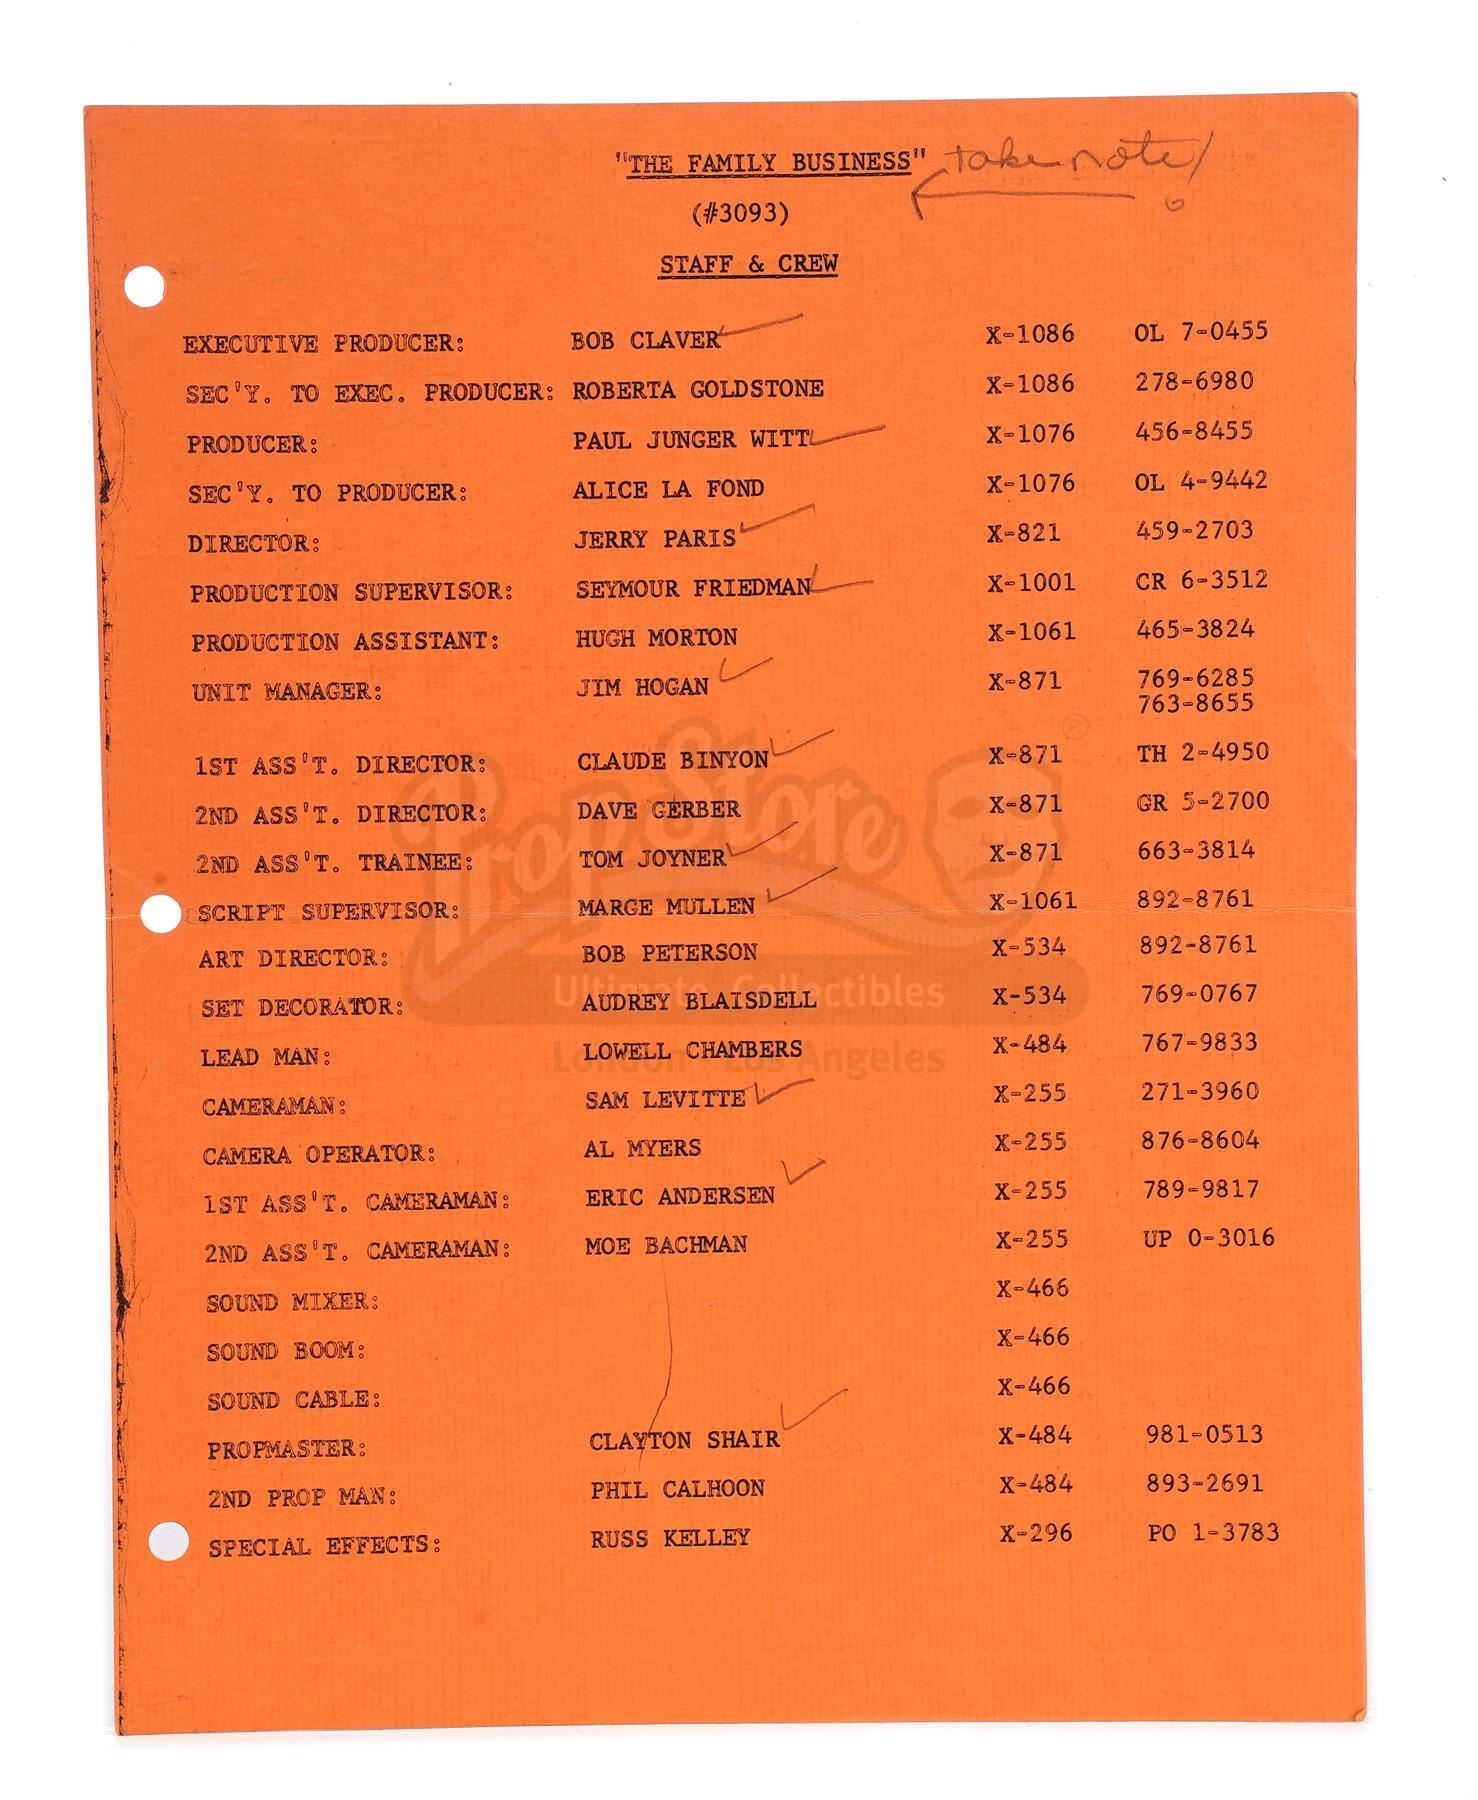 "THE FAMILY BUSINESS" take note!
(#3093)
STAFF & CREW
EXECUTIVE PRODUCER: BOB CLAVER X-1086 OL 7-0455
SEC'Y. TO EXEC. PRODUCER: ROBERTA GOLDSTONE X-1086 278-6980
PRODUCER: PAUL JUNGER WITT X-1076 456-8455
SEC'Y. TO PRODUCER: ALICE LA FOND X-1076 OL 4-9442
DIRECTOR: JERRY PARIS X-821 459-2703
PRODUCTION SUPERVISOR: SEYMOUR FRIEDMAN X-1001 CR 6-3512
PRODUCTION ASSISTANT: HUGH MORTON X-1061 465-3824
UNIT MANAGER: JIM HOGAN X-871 769-6285
763-8655
1ST ASS'T. DIRECTOR: CLAUDE BINYON X-871 TH 2-4950
2ND ASS'T. DIRECTOR: DAVE GERBER X-871 GR 5-2700
2ND ASS'T. TRAINEE: TOM JOYNER X-871 663-3814
SCRIPT SUPERVISOR: MARGE MULLEN X-1061 892-8761
ART DIRECTOR: BOB PETERSON X-534 892-8761
SET DECORATOR: AUDREY BLAISDELL X-534 769-0767
LEAD MAN: LOWELL CHAMBERS X-484 767-9833
CAMERAMAN: SAM LEVITTE X-255 271-3960
CAMERA OPERATOR: AL MYERS X-255 876-8604
1ST ASS'T. CAMERAMAN: ERIC ANDERSEN X-255 789-9817
2ND ASS'T. CAMERAMAN: MOE BACHMAN X-255 UP 0-3016
SOUND MIXER: X-466
SOUND BOOM: X-466
SOUND CABLE: X-466
PROPMASTER: CLAYTON SHAIR X-484 981-0513
2ND PROP MAN: PHIL CALHOON X-484 893-2691
SPECIAL EFFECTS: RUSS KELLEY X-296 PO 1-3783
Prop Store ®
Ultimate Collectibles
London - Los Angeles